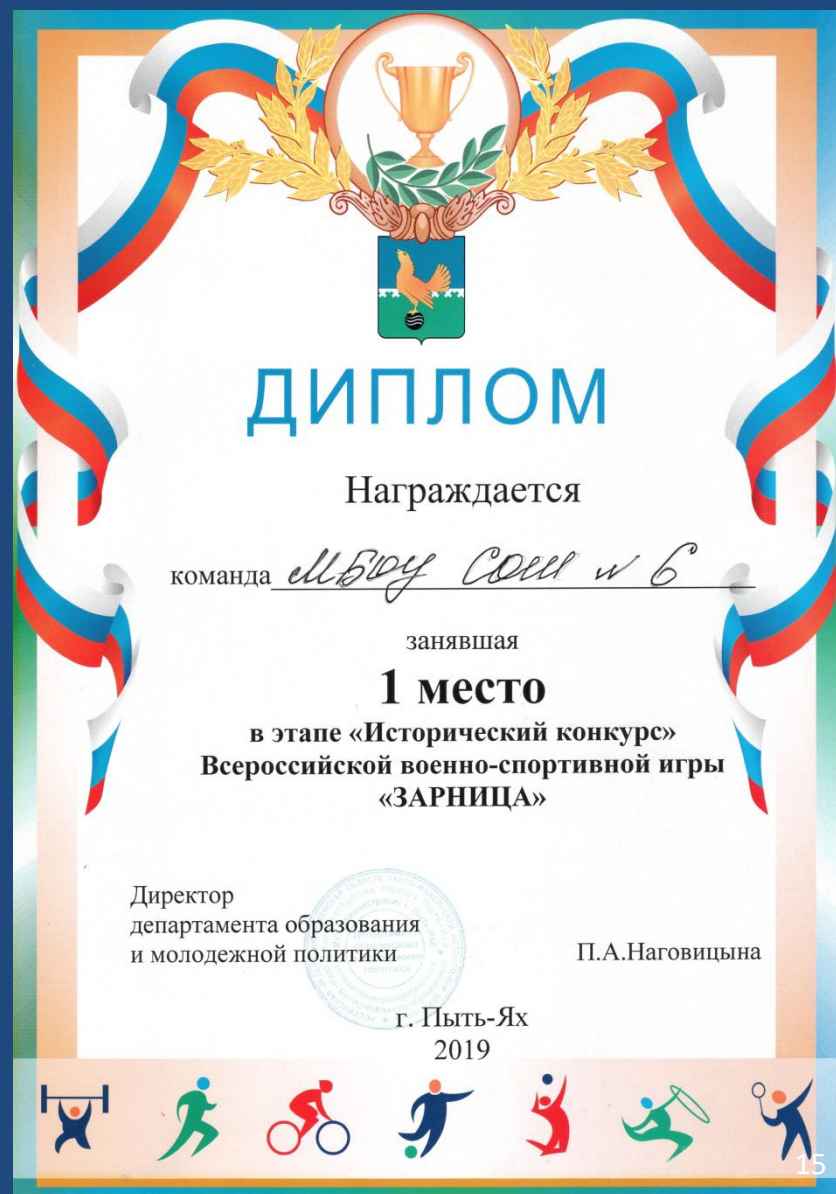 ДИПЛОМ
Награждается
команда МБОУ СОШ № 6
занявшая
1 место
в этапе «Исторический конкурс»
Всероссийской военно-спортивной игры
«ЗАРНИЦА»
Директор
департамента образования
и молодежной политики П.А.Наговицына
г. Пыть-Ях
2019
15